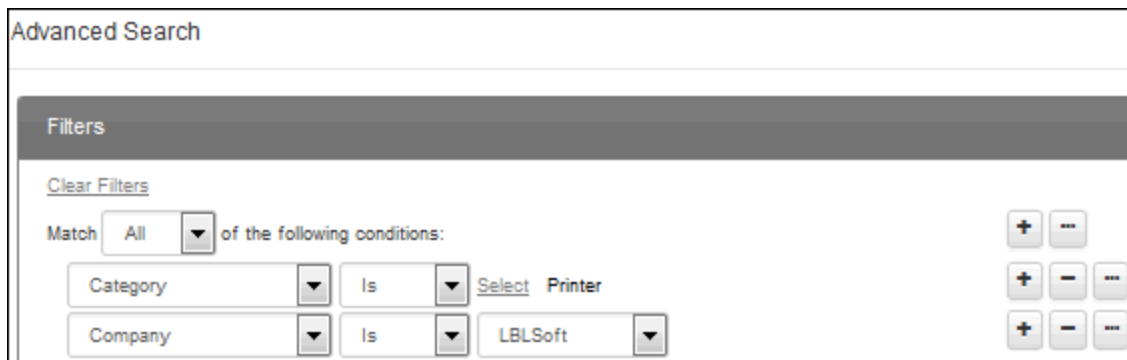 Advanced Search
Filters
Clear Filters
Match All of the following conditions:
Category Is Select Printer
Company Is LBLSoft